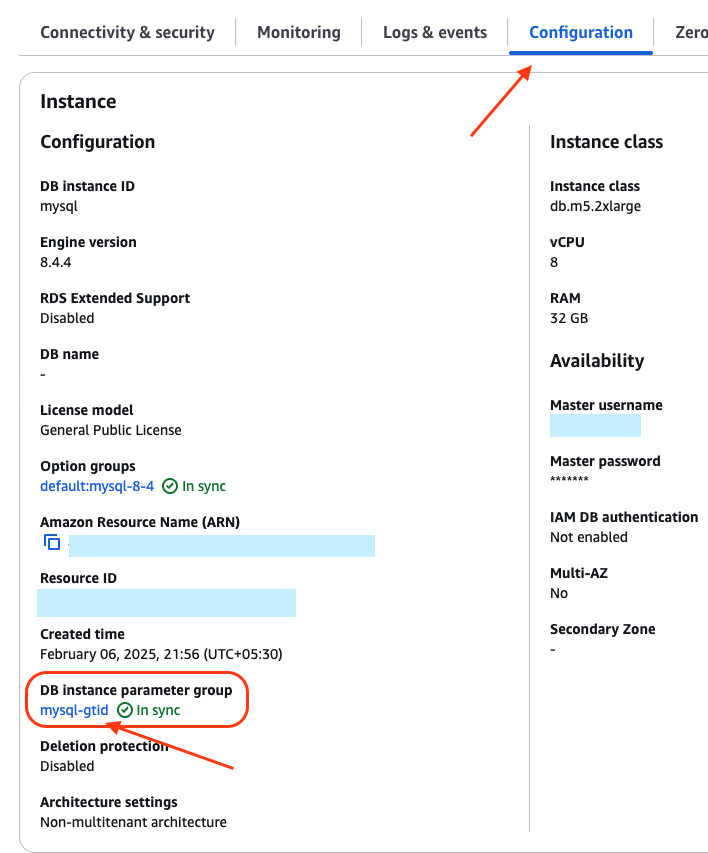 Connectivity & security
Monitoring
Logs & events
Configuration
Zero
Instance
Configuration
DB instance ID
mysql
Engine version
8.4.4
RDS Extended Support
Disabled
DB name
-
License model
General Public License
Option groups
default:mysql-8-4 In sync
Amazon Resource Name (ARN)
Resource ID
Created time
February 06, 2025, 21:56 (UTC+05:30)
DB instance parameter group
mysql-gtid In sync
Deletion protection
Disabled
Architecture settings
Non-multitenant architecture
Instance class
Instance class
db.m5.2xlarge
vCPU
8
RAM
32 GB
Availability
Master username
Master password
*******
IAM DB authentication
Not enabled
Multi-AZ
No
Secondary Zone
-